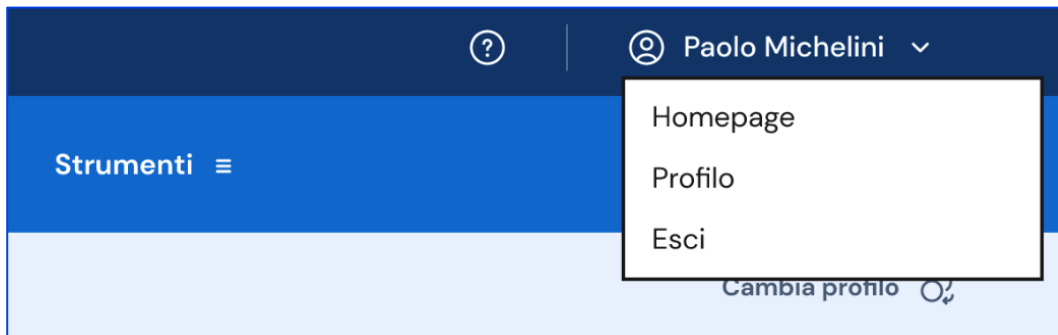 Paolo Michelini
Homepage
Strumenti
Profilo
Esci
Cambia profilo